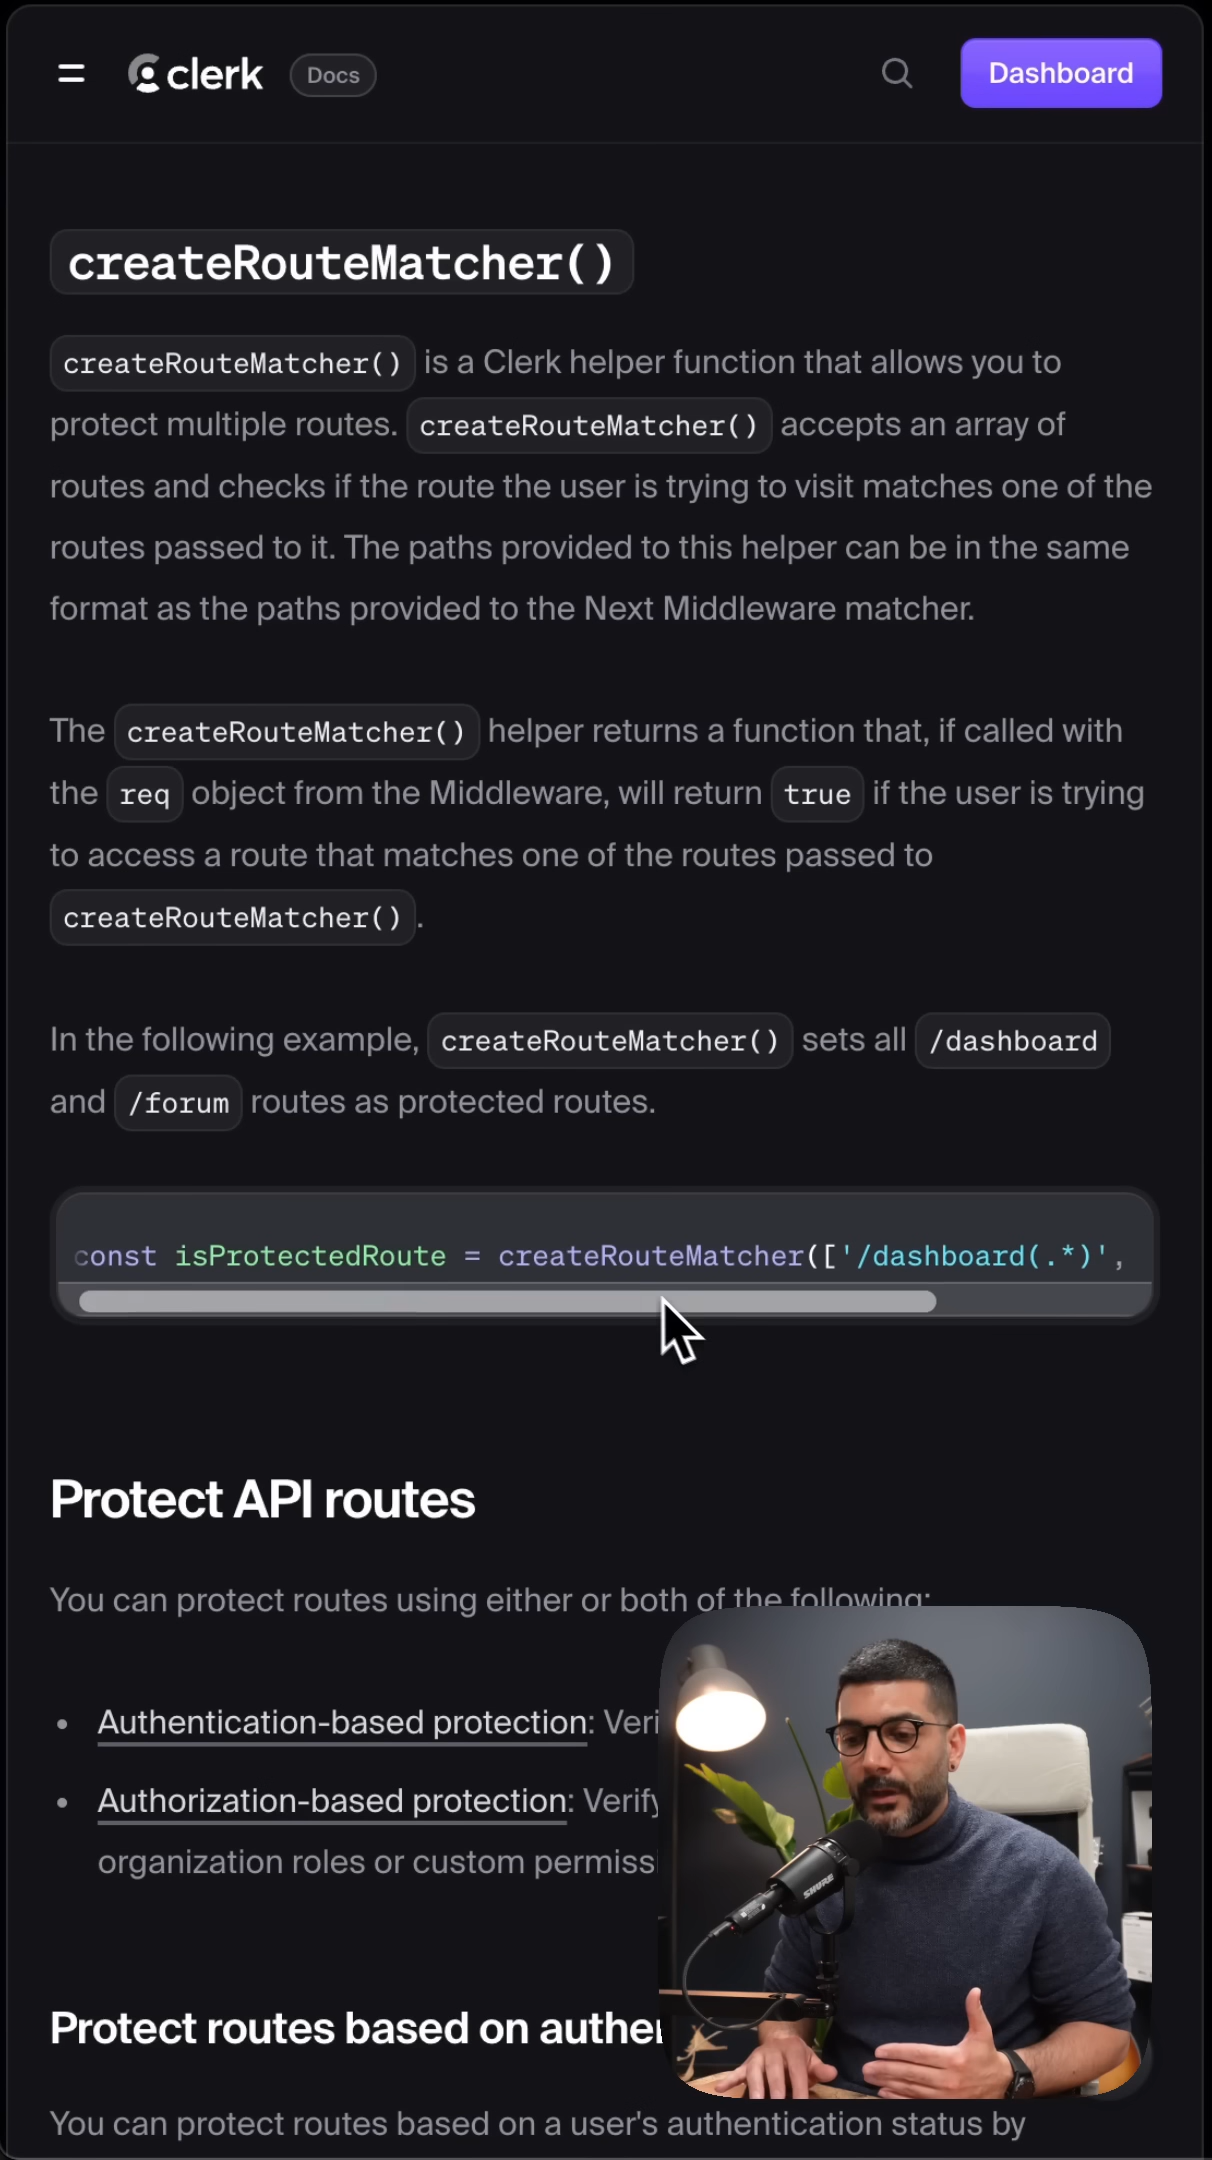 clerk Docs Dashboard
createRouteMatcher()
createRouteMatcher() is a Clerk helper function that allows you to
protect multiple routes. createRouteMatcher() accepts an array of
routes and checks if the route the user is trying to visit matches one of the
routes passed to it. The paths provided to this helper can be in the same
format as the paths provided to the Next Middleware matcher.
The createRouteMatcher() helper returns a function that, if called with
the req object from the Middleware, will return true if the user is trying
to access a route that matches one of the routes passed to
createRouteMatcher().
In the following example, createRouteMatcher() sets all /dashboard
and /forum routes as protected routes.
const isProtectedRoute = createRouteMatcher(['/dashboard(.*)',
Protect API routes
You can protect routes using either or both of the following:
• Authentication-based protection: Veri
• Authorization-based protection: Verify
organization roles or custom permiss
SHURE
Protect routes based on authe
You can protect routes based on a user's authentication status by